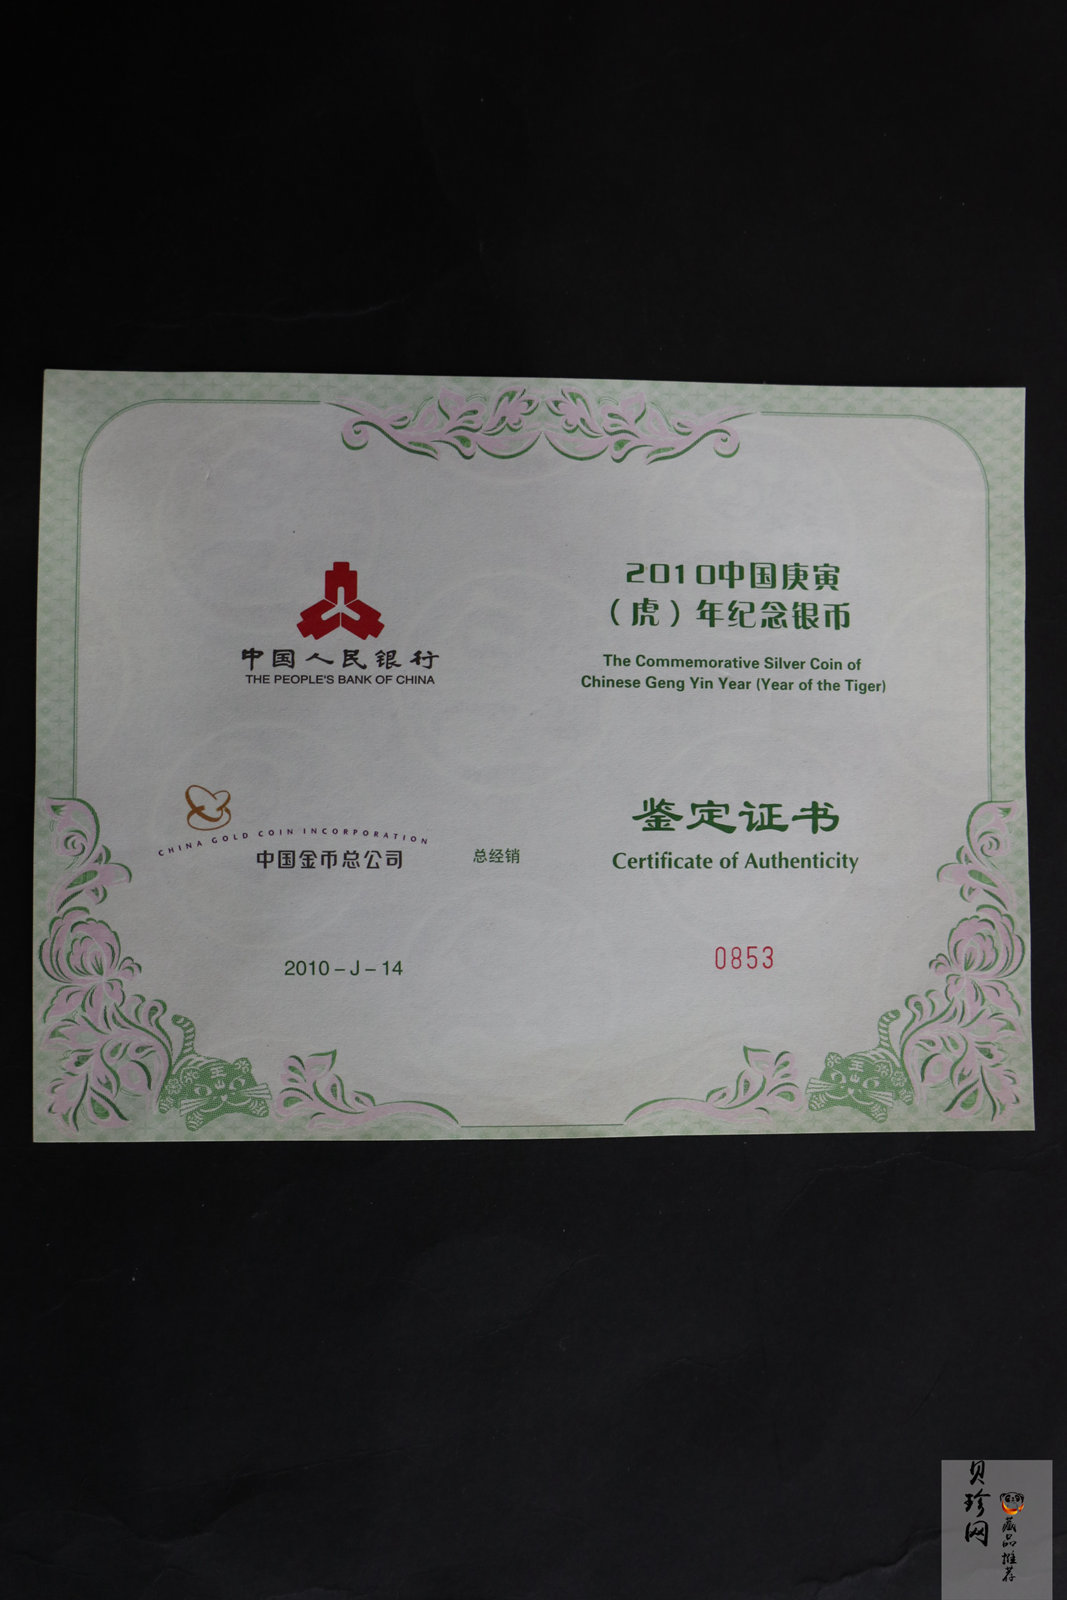 中国人民银行
THE PEOPLE'S BANK OF CHINA
2010中国庚寅
（虎）年纪念银币
The Commemorative Silver Coin of
Chinese Geng Yin Year (Year of the Tiger)
CHINA GOLD COIN INCORPORATION
中国金币总公司
总经销
鉴定证书
Certificate of Authenticity
2010－J－14
0853
王
王
贝珍网
藏品推荐